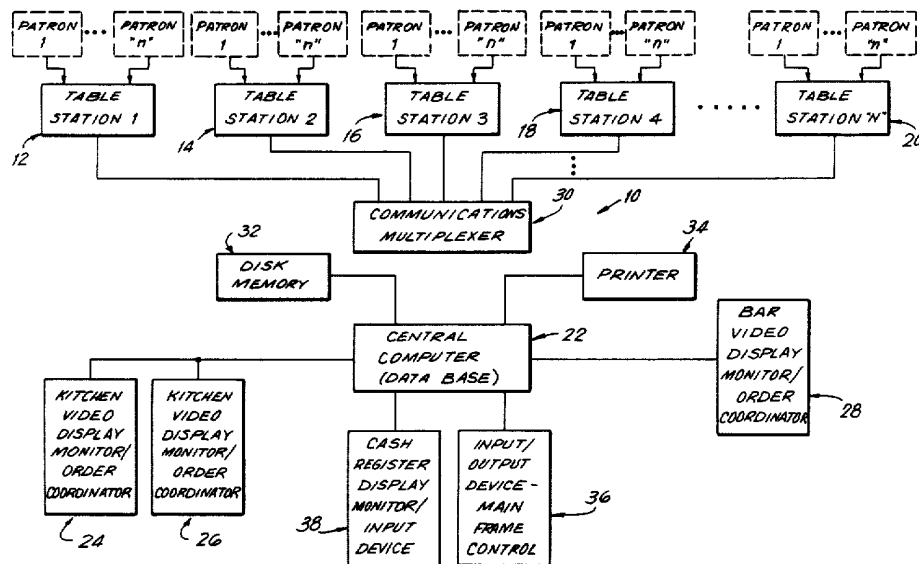 PATRON 1 ••• PATRON "n" PATRON 1 ••• PATRON "n" PATRON 1 ••• PATRON "n" PATRON 1 ••• PATRON "n" PATRON 1 ••• PATRON "n"
TABLE STATION 1
12
TABLE STATION 2
14
TABLE STATION 3
16
TABLE STATION 4
18
•••••
TABLE STATION "N"
20
COMMUNICATIONS
MULTIPLEXER
30
10
32
DISK
MEMORY
34
PRINTER
CENTRAL
COMPUTER
(DATA BASE)
22
KITCHEN
VIDEO
DISPLAY
MONITOR/
ORDER
COORDINATOR
24
KITCHEN
VIDEO
DISPLAY
MONITOR/
ORDER
COORDINATOR
26
CASH
REGISTER
DISPLAY
MONITOR/
INPUT
DEVICE
38
INPUT/
OUTPUT
DEVICE-
MAIN
FRAME
CONTROL
36
BAR
VIDEO
DISPLAY
MONITOR/
ORDER
COORDINATOR
28